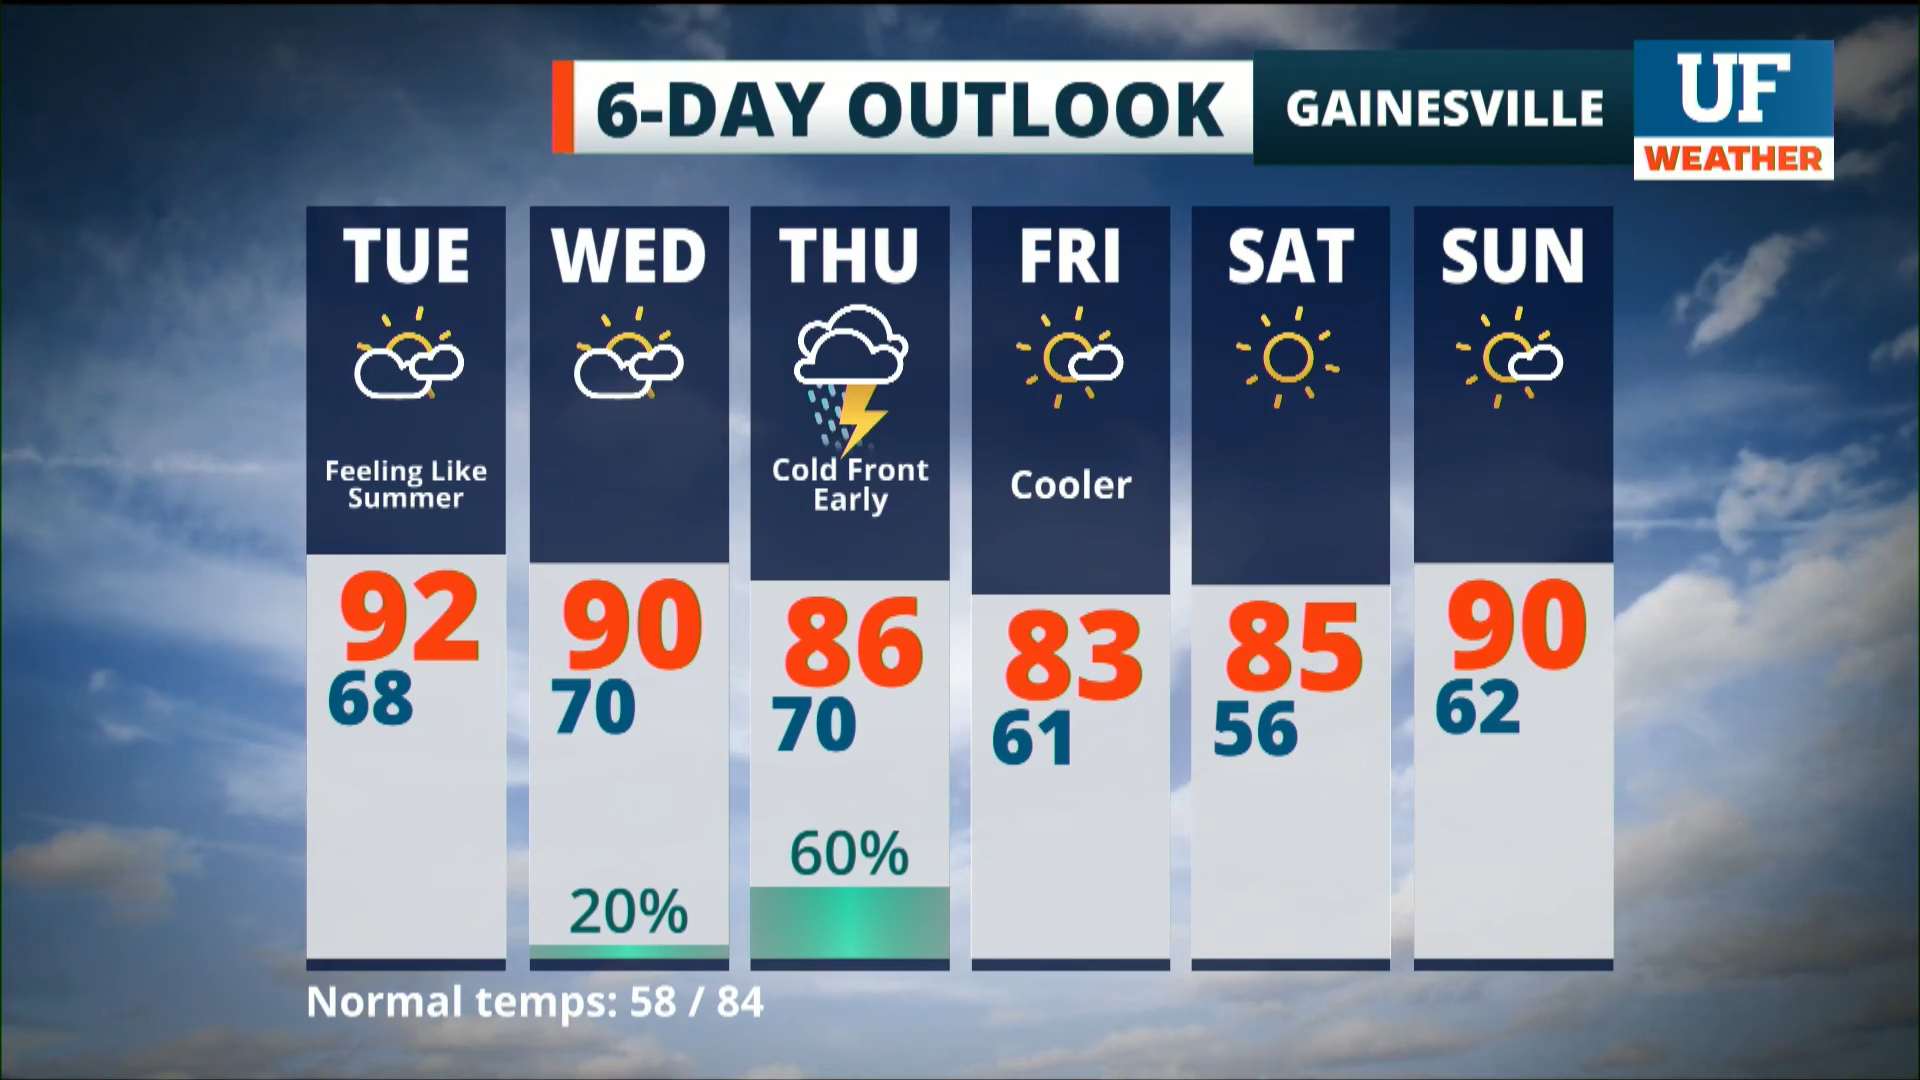 6-DAY OUTLOOK
GAINESVILLE
UF
WEATHER
TUE
Feeling Like
Summer
92
68
WED
90
70
20%
THU
Cold Front
Early
86
70
60%
FRI
Cooler
83
61
SAT
85
56
SUN
90
62
Normal temps: 58 / 84